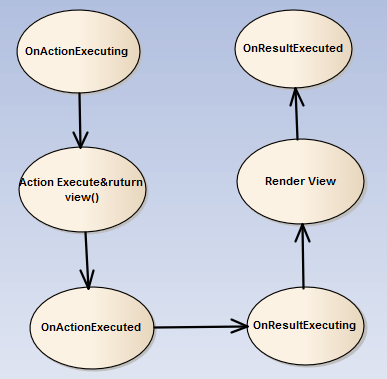 OnActionExecuting
OnResultExecuted
Action Execute&ruturn
view()
Render View
OnActionExecuted
OnResultExecuting